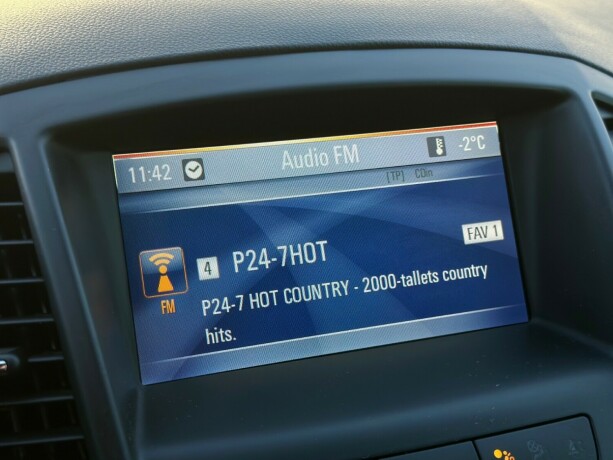 11:42 Audio FM -2°C
[TP] CDin
4 P24-7HOT FAV 1
FM P24-7 HOT COUNTRY - 2000-tallets country
hits.